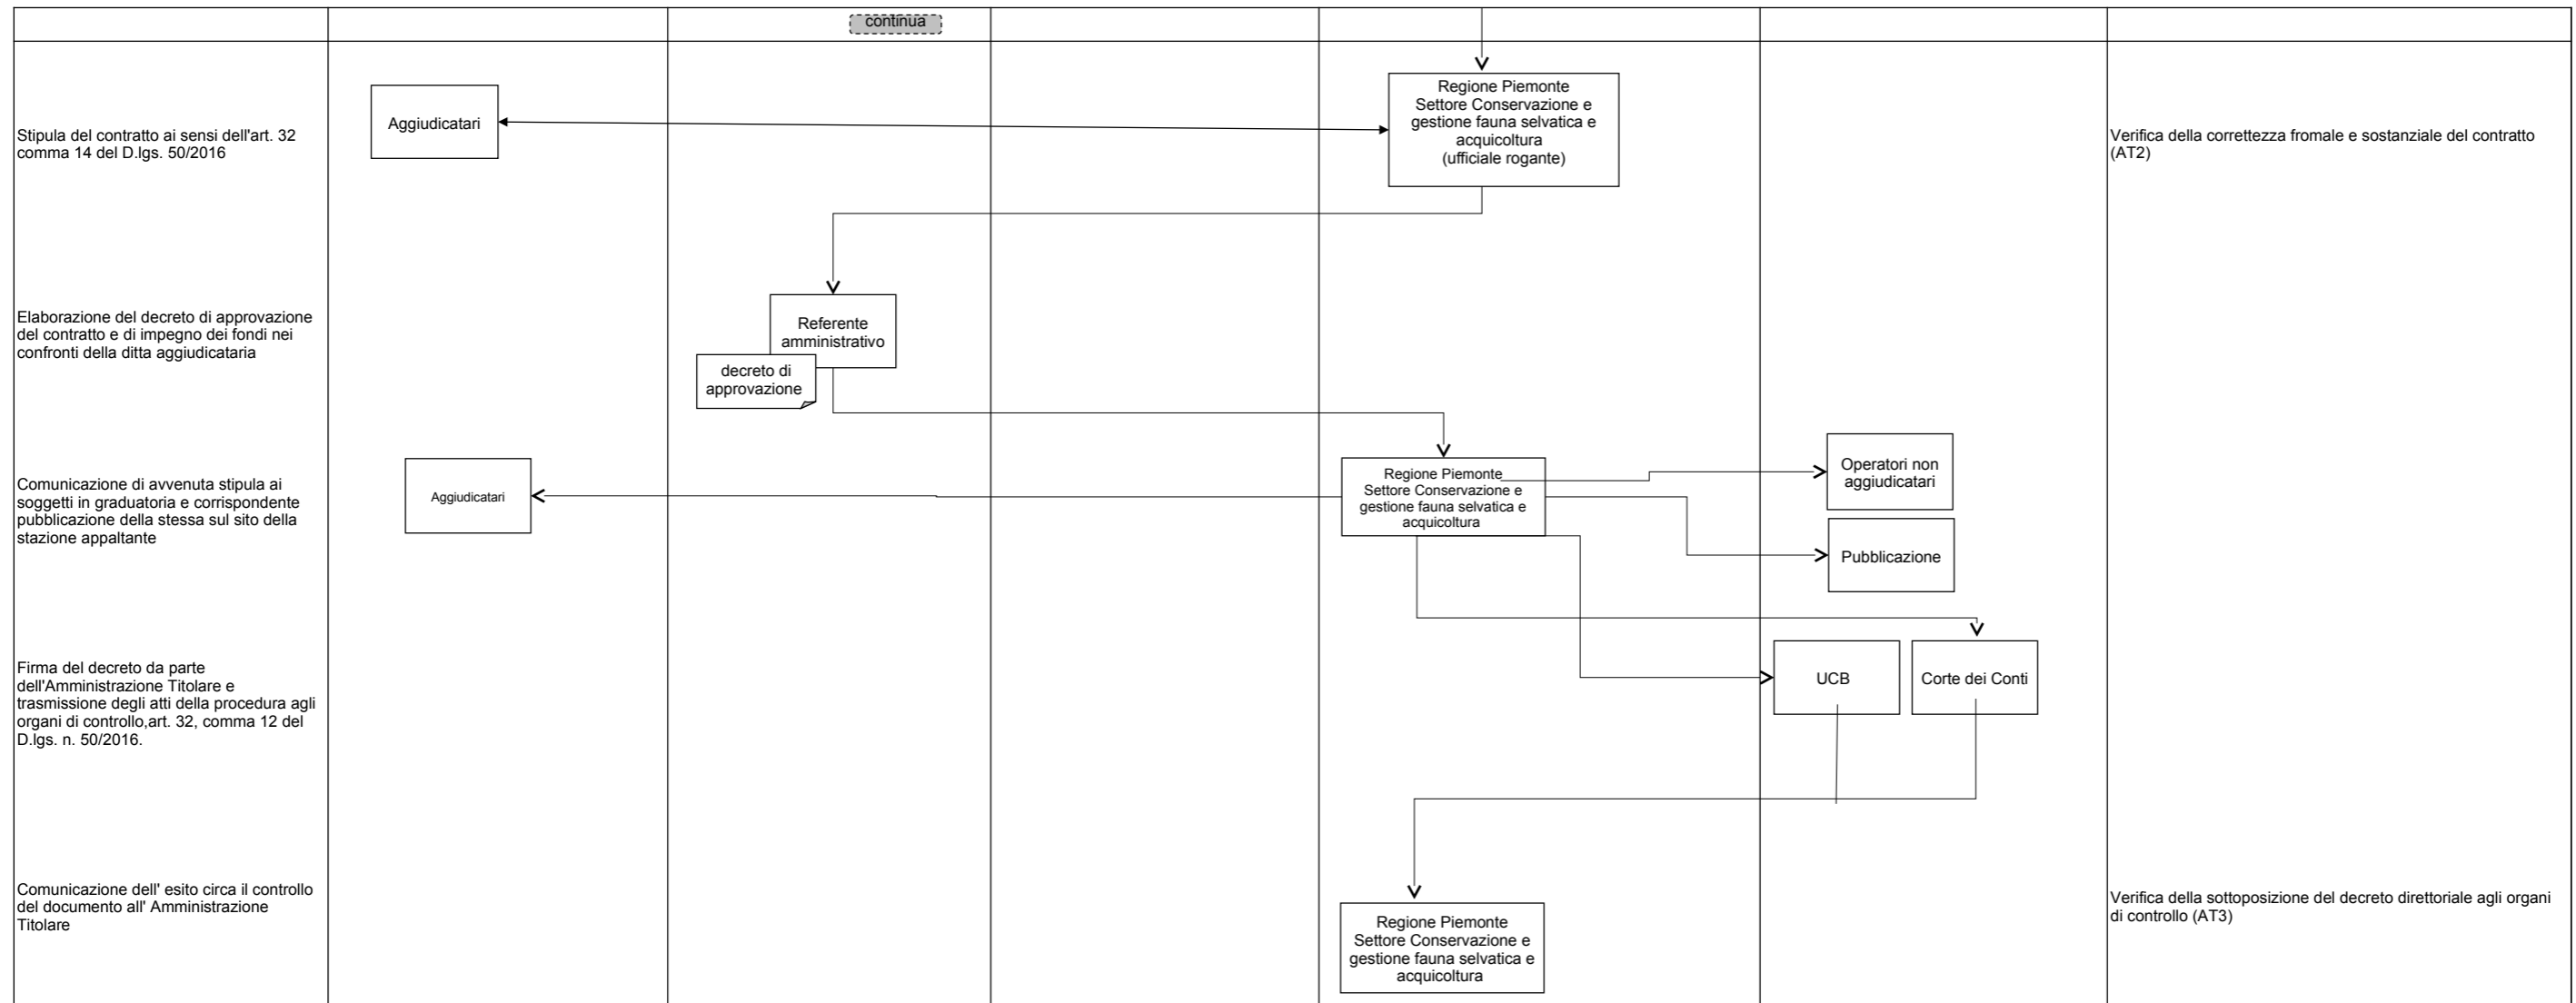 continua
Stipula del contratto ai sensi dell'art. 32
comma 14 del D.lgs. 50/2016
Aggiudicatari
Regione Piemonte
Settore Conservazione e
gestione fauna selvatica e
acquicoltura
(ufficiale rogante)
Verifica della correttezza fromale e sostanziale del contratto
(AT2)
Elaborazione del decreto di approvazione
del contratto e di impegno dei fondi nei
confronti della ditta aggiudicataria
Referente
amministrativo
decreto di
approvazione
Comunicazione di avvenuta stipula ai
soggetti in graduatoria e corrispondente
pubblicazione della stessa sul sito della
stazione appaltante
Aggiudicatari
Regione Piemonte
Settore Conservazione e
gestione fauna selvatica e
acquicoltura
Operatori non
aggiudicatari
Pubblicazione
Firma del decreto da parte
dell'Amministrazione Titolare e
trasmissione degli atti della procedura agli
organi di controllo,art. 32, comma 12 del
D.lgs. n. 50/2016.
UCB
Corte dei Conti
Comunicazione dell' esito circa il controllo
del documento all' Amministrazione
Titolare
Regione Piemonte
Settore Conservazione e
gestione fauna selvatica e
acquicoltura
Verifica della sottoposizione del decreto direttoriale agli organi
di controllo (AT3)